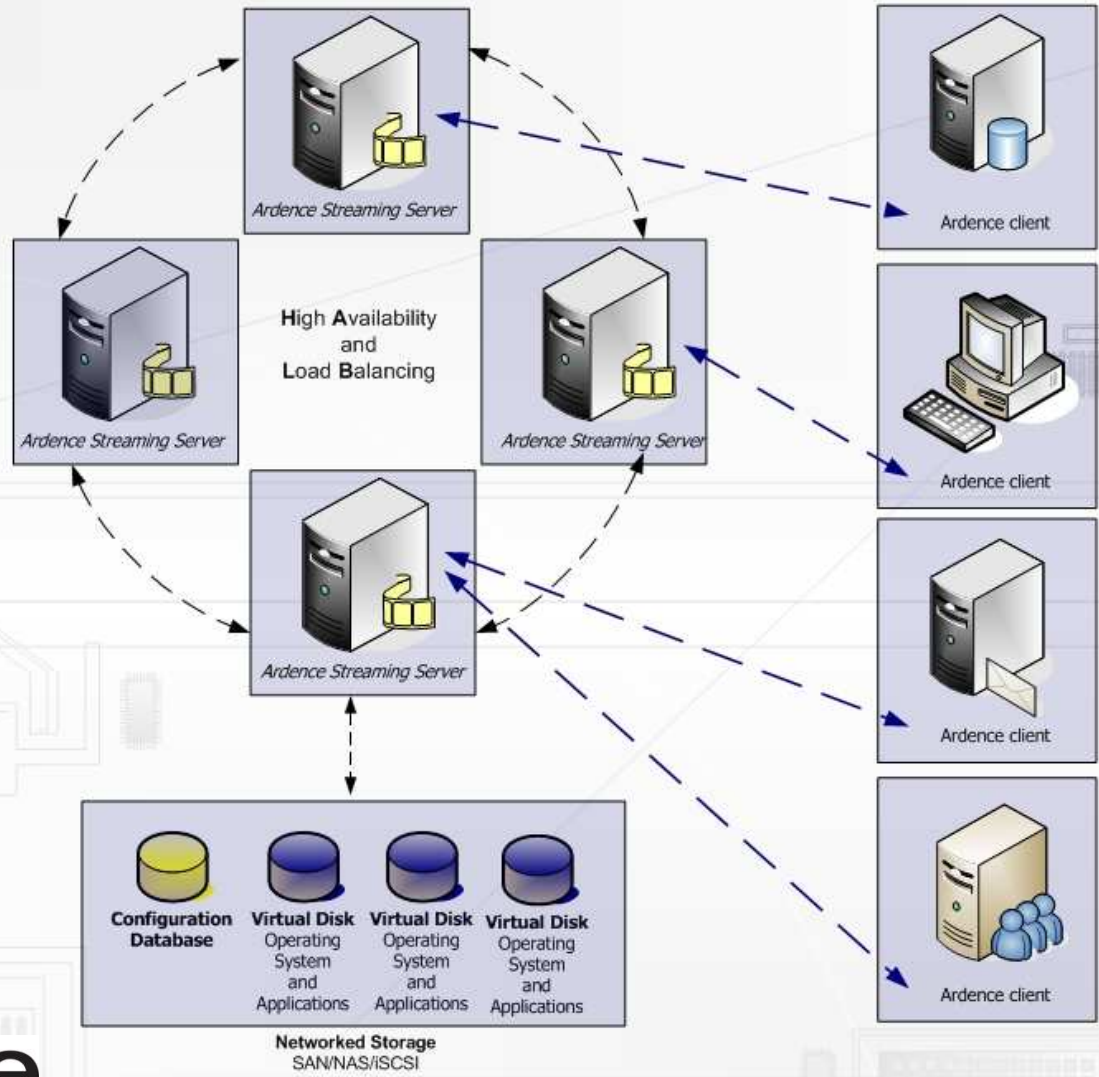 Ardence Streaming Server
Ardence client
High Availability
and
Load Balancing
Ardence Streaming Server
Ardence Streaming Server
Ardence client
Ardence Streaming Server
Ardence client
Configuration
Database
Virtual Disk
Operating
System
and
Applications
Virtual Disk
Operating
System
and
Applications
Virtual Disk
Operating
System
and
Applications
Ardence client
Networked Storage
SAN/NAS/iSCSI
e